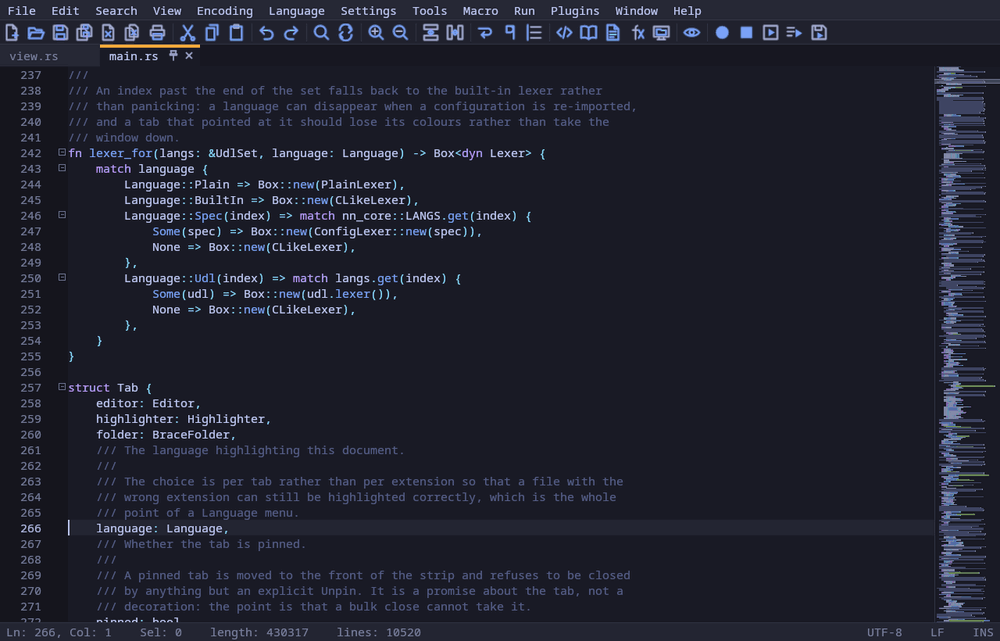 File Edit Search View Encoding Language Settings Tools Macro Run Plugins Window Help
view.rs main.rs
237 ///
238 /// An index past the end of the set falls back to the built-in lexer rather
239 /// than panicking: a language can disappear when a configuration is re-imported,
240 /// and a tab that pointed at it should lose its colours rather than take the
241 /// window down.
242 fn lexer_for(langs: &UdlSet, language: Language) -> Box<dyn Lexer> {
243     match language {
244         Language::Plain => Box::new(PlainLexer),
245         Language::BuiltIn => Box::new(CLikeLexer),
246         Language::Spec(index) => match nn_core::LANGS.get(index) {
247             Some(spec) => Box::new(ConfigLexer::new(spec)),
248             None => Box::new(CLikeLexer),
249         },
250         Language::Udl(index) => match langs.get(index) {
251             Some(udl) => Box::new(udl.lexer()),
252             None => Box::new(CLikeLexer),
253         },
254     }
255 }
256
257 struct Tab {
258     editor: Editor,
259     highlighter: Highlighter,
260     folder: BraceFolder,
261     /// The language highlighting this document.
262     ///
263     /// The choice is per tab rather than per extension so that a file with the
264     /// wrong extension can still be highlighted correctly, which is the whole
265     /// point of a Language menu.
266     language: Language,
267     /// Whether the tab is pinned.
268     ///
269     /// A pinned tab is moved to the front of the strip and refuses to be closed
270     /// by anything but an explicit Unpin. It is a promise about the tab, not a
271     /// decoration: the point is that a bulk close cannot take it.
272     pinned: bool
Ln: 266, Col: 1 Sel: 0 length: 430317 lines: 10520 UTF-8 LF INS